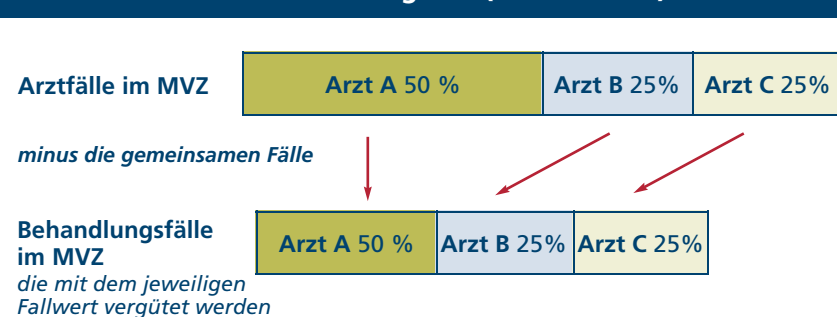 Arztfälle im MVZ
Arzt A 50 %
Arzt B 25%
Arzt C 25%
minus die gemeinsamen Fälle
Behandlungsfälle
im MVZ
Arzt A 50 %
Arzt B 25%
Arzt C 25%
die mit dem jeweiligen
Fallwert vergütet werden